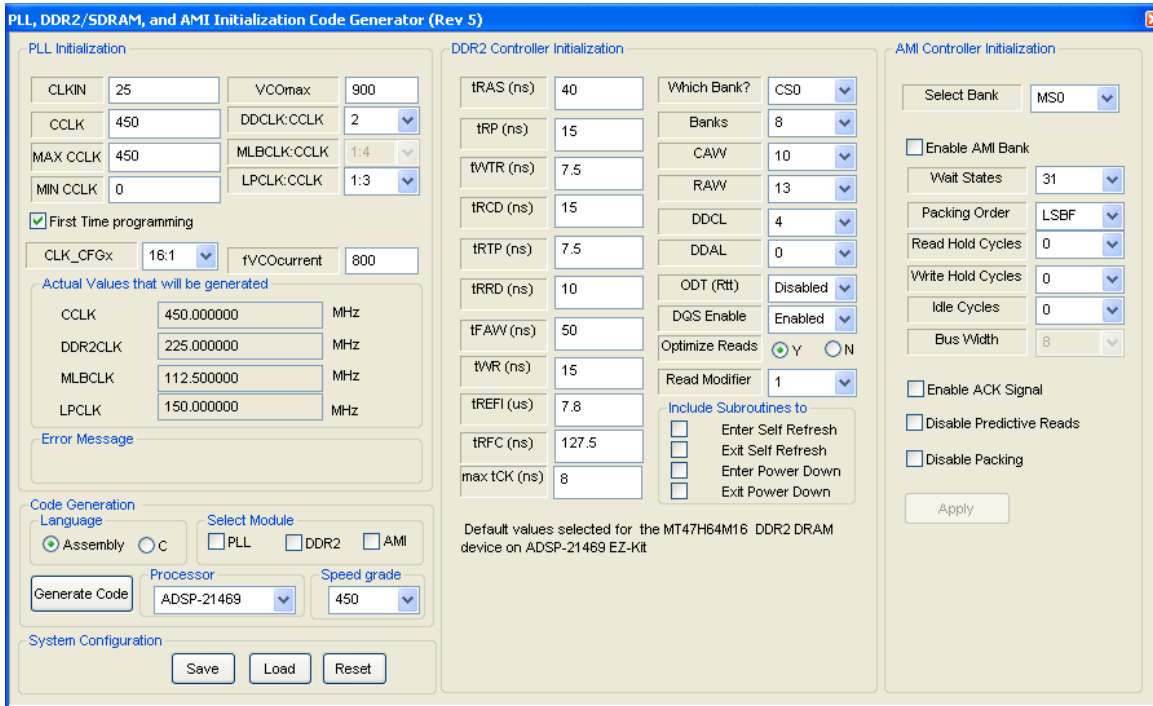 PLL, DDR2/SDRAM, and AMI Initialization Code Generator (Rev 5)
PLL Initialization
CLKIN 25 VCOmax 900
CCLK 450 DDCLK:CCLK 2
MAX CCLK 450 MLBCLK:CCLK 1:4
MIN CCLK 0 LPCLK:CCLK 1:3
First Time programming
CLK_CFGx 16:1 fVCOcurrent 800
Actual Values that will be generated
CCLK 450.000000 MHz
DDR2CLK 225.000000 MHz
MLBCLK 112.500000 MHz
LPCLK 150.000000 MHz
Error Message
Code Generation
Language
Assembly C
Select Module
PLL DDR2 AMI
Generate Code
Processor
ADSP-21469
Speed grade
450
System Configuration
Save Load Reset
DDR2 Controller Initialization
tRAS (ns) 40
tRP (ns) 15
tWTR (ns) 7.5
tRCD (ns) 15
tRTP (ns) 7.5
tRRD (ns) 10
tFAW (ns) 50
tWR (ns) 15
tREFI (us) 7.8
tRFC (ns) 127.5
max tCK (ns) 8
Which Bank? CS0
Banks 8
CAW 10
RAW 13
DDCL 4
DDAL 0
ODT (Rtt) Disabled
DQS Enable Enabled
Optimize Reads Y N
Read Modifier 1
Include Subroutines to
Enter Self Refresh
Exit Self Refresh
Enter Power Down
Exit Power Down
Default values selected for the MT47H64M16 DDR2 DRAM
device on ADSP-21469 EZ-Kit
AMI Controller Initialization
Select Bank MS0
Enable AMI Bank
Wait States 31
Packing Order LSBF
Read Hold Cycles 0
Write Hold Cycles 0
Idle Cycles 0
Bus Width 8
Enable ACK Signal
Disable Predictive Reads
Disable Packing
Apply